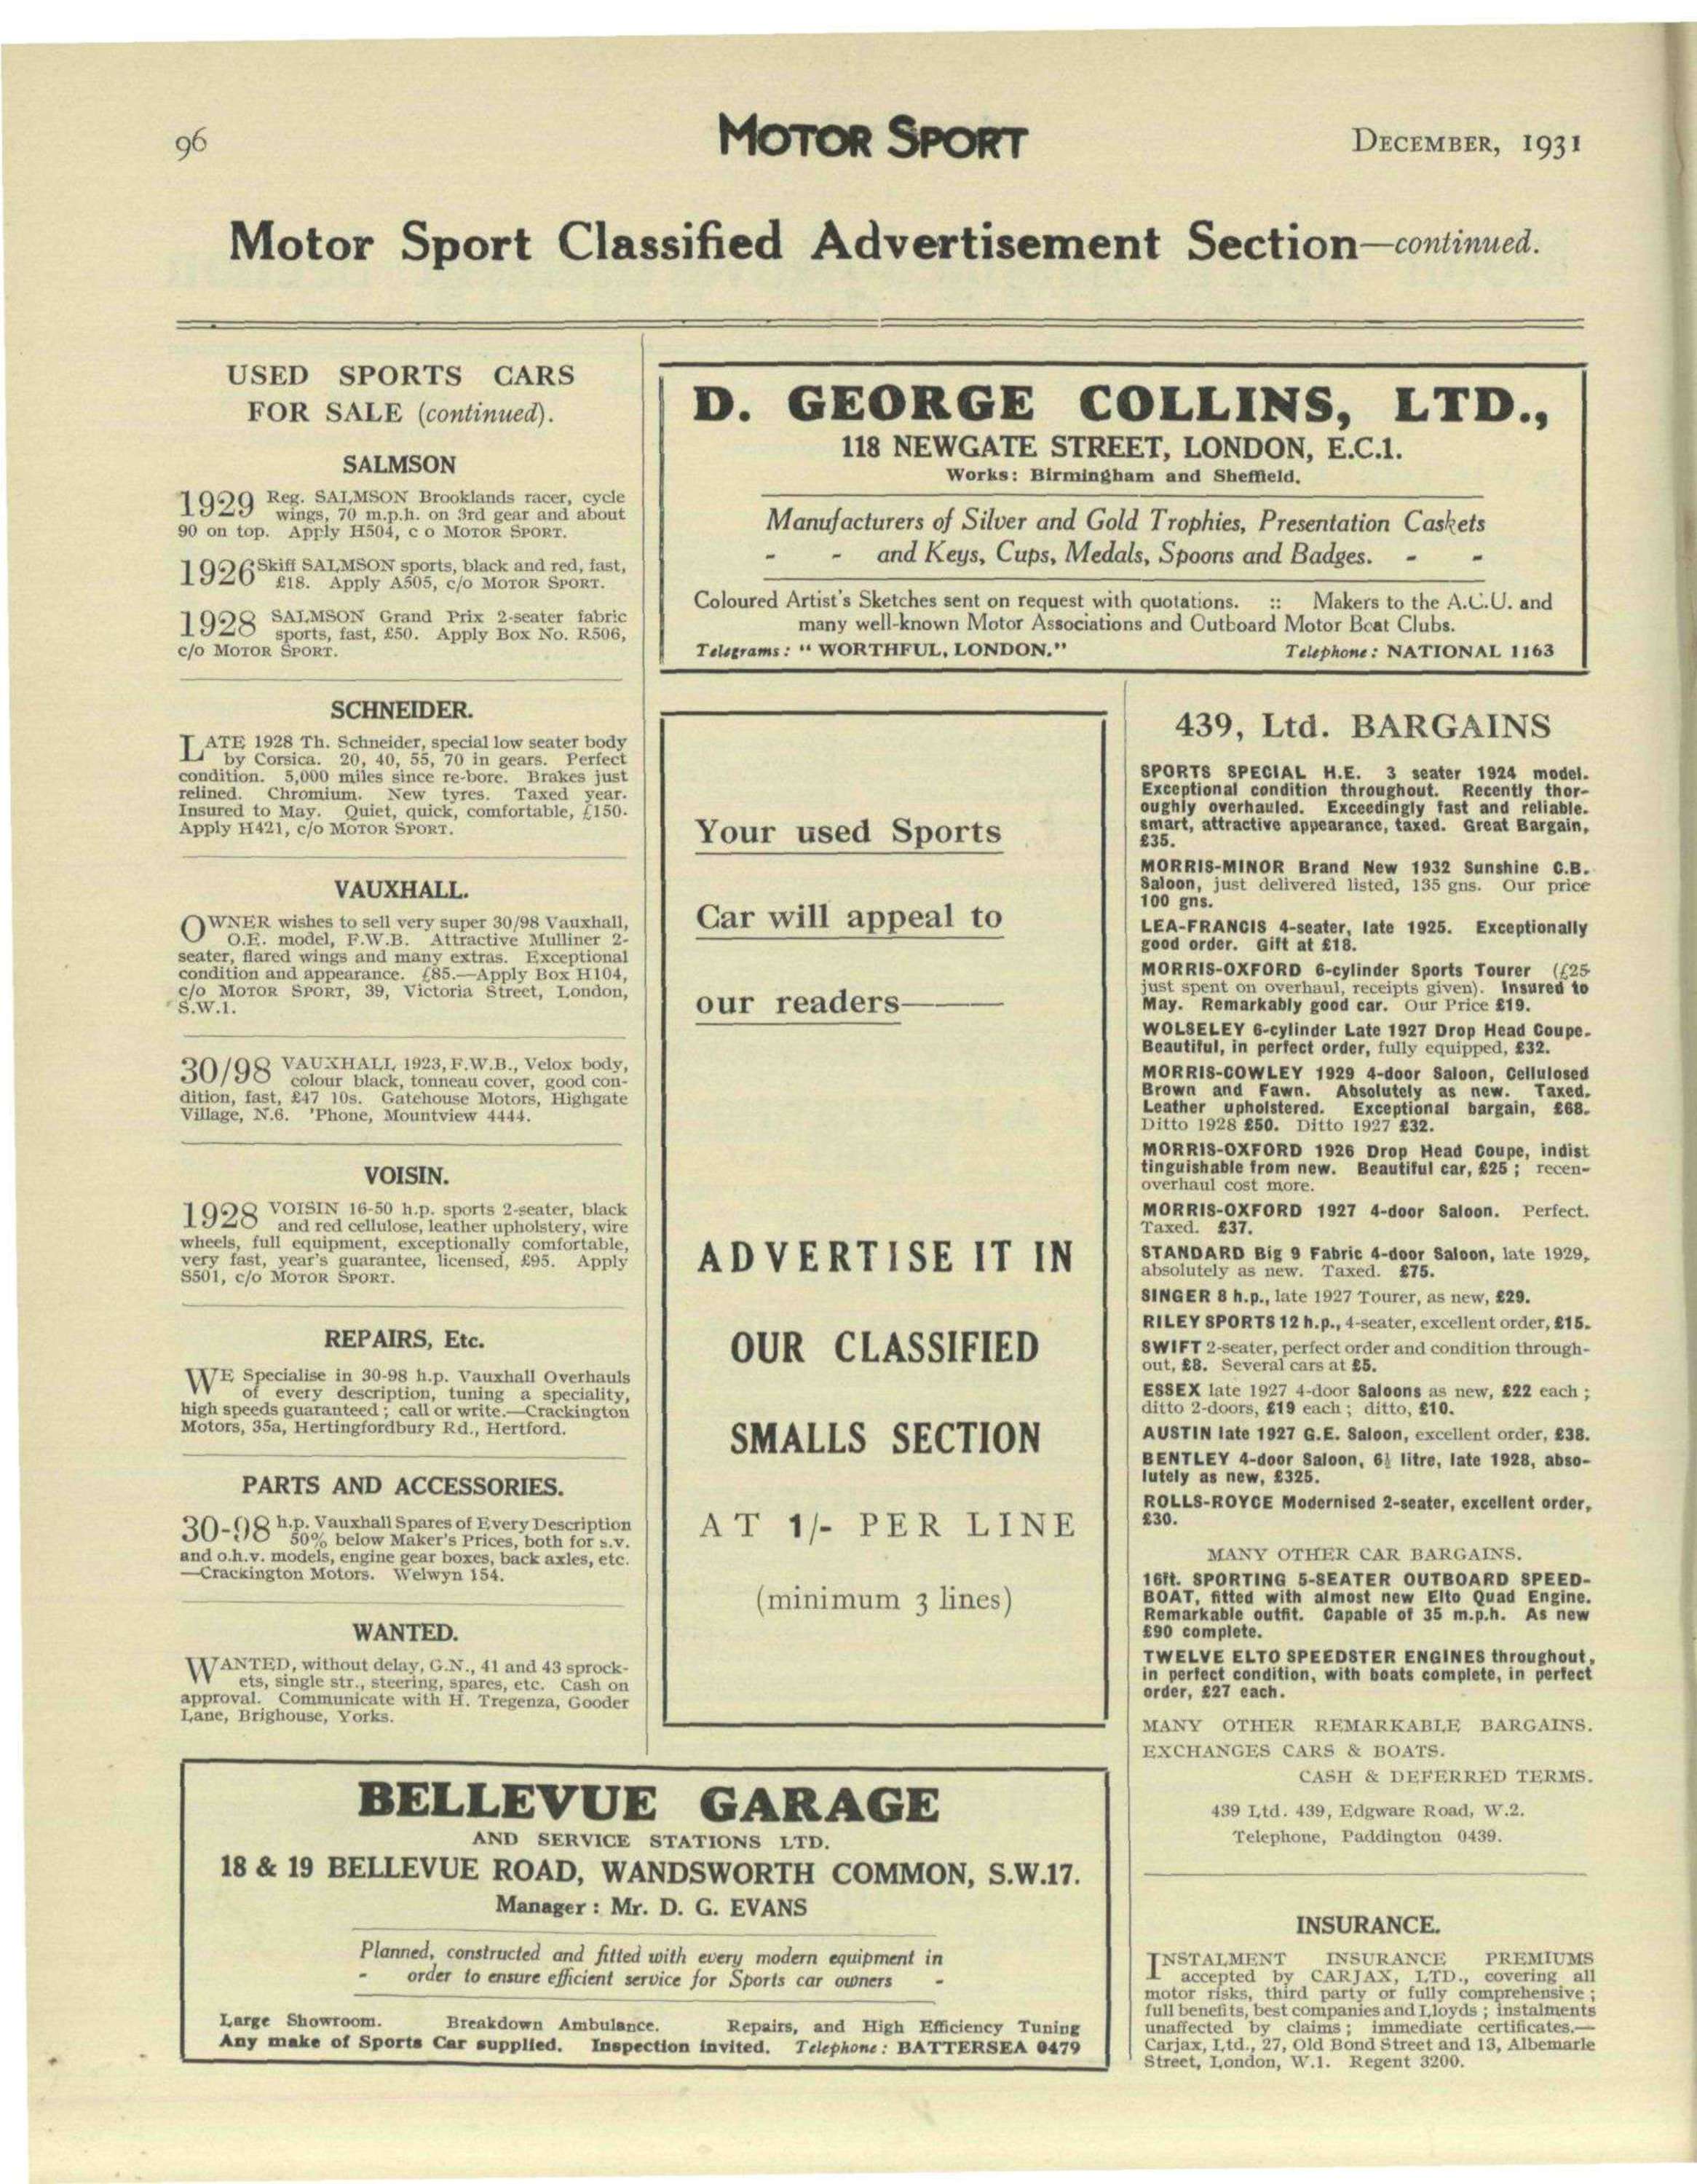 96
MOTOR SPORT
DECEMBER, 1931
Motor Sport Classified Advertisement Section—continued.
USED SPORTS CARS
FOR SALE (continued).
SALMSON
1929 Reg. SALMSON Brooklands racer, cycle
wings, 70 m.p.h. on 3rd gear and about
90 on top. Apply H504, c o MOTOR SPORT.
1926 Skiff SALMSON sports, black and red, fast,
£18. Apply A505, c/o MOTOR SPORT.
1928 SALMSON Grand Prix 2-seater fabric
sports, fast, £50. Apply Box No. R506,
c/o MOTOR SPORT.
SCHNEIDER.
LATE 1928 Th. Schneider, special low seater body
by Corsica. 20, 40, 55, 70 in gears. Perfect
condition. 5,000 miles since re-bore. Brakes just
relined. Chromium. New tyres. Taxed year.
Insured to May. Quiet, quick, comfortable, £150.
Apply H421, c/o MOTOR SPORT.
VAUXHALL.
OWNER wishes to sell very super 30/98 Vauxhall,
O.E. model, F.W.B. Attractive Mulliner 2-
seater, flared wings and many extras. Exceptional
condition and appearance. £85.—Apply Box H104,
c/o MOTOR SPORT, 39, Victoria Street, London,
S.W.1.
30/98 VAUXHALL 1923, F.W.B., Velox body,
colour black, tonneau cover, good con-
dition, fast, £47 10s. Gatehouse Motors, Highgate
Village, N.6. 'Phone, Mountview 4444.
VOISIN.
1928 VOISIN 16-50 h.p. sports 2-seater, black
and red cellulose, leather upholstery, wire
wheels, full equipment, exceptionally comfortable,
very fast, year's guarantee, licensed, £95. Apply
S501, c/o MOTOR SPORT.
REPAIRS, Etc.
WE Specialise in 30-98 h.p. Vauxhall Overhauls
of every description, tuning a speciality,
high speeds guaranteed; call or write.—Crackington
Motors, 35a, Hertingfordbury Rd., Hertford.
PARTS AND ACCESSORIES.
30-98 h.p. Vauxhall Spares of Every Description
50% below Maker's Prices, both for s.v.
and o.h.v. models, engine gear boxes, back axles, etc.
—Crackington Motors. Welwyn 154.
WANTED.
WANTED, without delay, G.N., 41 and 43 sprock-
ets, single str., steering, spares, etc. Cash on
approval. Communicate with H. Tregenza, Gooder
Lane, Brighouse, Yorks.
D. GEORGE COLLINS, LTD.,
118 NEWGATE STREET, LONDON, E.C.1.
Works: Birmingham and Sheffield.
Manufacturers of Silver and Gold Trophies, Presentation Caskets
- - and Keys, Cups, Medals, Spoons and Badges. - -
Coloured Artist's Sketches sent on request with quotations. :: Makers to the A.C.U. and
many well-known Motor Associations and Outboard Motor Boat Clubs.
Telegrams: "WORTHFUL, LONDON." Telephone: NATIONAL 1163
Your used Sports
Car will appeal to
our readers——
ADVERTISE IT IN
OUR CLASSIFIED
SMALLS SECTION
AT 1/- PER LINE
(minimum 3 lines)
439, Ltd. BARGAINS
SPORTS SPECIAL H.E. 3 seater 1924 model.
Exceptional condition throughout. Recently thor-
oughly overhauled. Exceedingly fast and reliable.
smart, attractive appearance, taxed. Great Bargain,
£35.
MORRIS-MINOR Brand New 1932 Sunshine C.B.
Saloon, just delivered listed, 135 gns. Our price
100 gns.
LEA-FRANCIS 4-seater, late 1925. Exceptionally
good order. Gift at £18.
MORRIS-OXFORD 6-cylinder Sports Tourer (£25
just spent on overhaul, receipts given). Insured to
May. Remarkably good car. Our Price £19.
WOLSELEY 6-cylinder Late 1927 Drop Head Coupe.
Beautiful, in perfect order, fully equipped, £32.
MORRIS-COWLEY 1929 4-door Saloon, Cellulosed
Brown and Fawn. Absolutely as new. Taxed.
Leather upholstered. Exceptional bargain, £68.
Ditto 1928 £50. Ditto 1927 £32.
MORRIS-OXFORD 1926 Drop Head Coupe, indist
tinguishable from new. Beautiful car, £25; recen-
overhaul cost more.
MORRIS-OXFORD 1927 4-door Saloon. Perfect.
Taxed. £37.
STANDARD Big 9 Fabric 4-door Saloon, late 1929,
absolutely as new. Taxed. £75.
SINGER 8 h.p., late 1927 Tourer, as new, £29.
RILEY SPORTS 12 h.p., 4-seater, excellent order, £15.
SWIFT 2-seater, perfect order and condition through-
out, £8. Several cars at £5.
ESSEX late 1927 4-door Saloons as new, £22 each;
ditto 2-doors, £19 each; ditto, £10.
AUSTIN late 1927 G.E. Saloon, excellent order, £38.
BENTLEY 4-door Saloon, 6½ litre, late 1928, abso-
lutely as new, £325.
ROLLS-ROYCE Modernised 2-seater, excellent order,
£30.
MANY OTHER CAR BARGAINS.
16ft. SPORTING 5-SEATER OUTBOARD SPEED-
BOAT, fitted with almost new Elto Quad Engine.
Remarkable outfit. Capable of 35 m.p.h. As new
£90 complete.
TWELVE ELTO SPEEDSTER ENGINES throughout,
in perfect condition, with boats complete, in perfect
order, £27 each.
MANY OTHER REMARKABLE BARGAINS.
EXCHANGES CARS & BOATS.
CASH & DEFERRED TERMS.
439 Ltd. 439, Edgware Road, W.2.
Telephone, Paddington 0439.
INSURANCE.
INSTALMENT INSURANCE PREMIUMS
accepted by CARJAX, LTD., covering all
motor risks, third party or fully comprehensive;
full benefits, best companies and Lloyds; instalments
unaffected by claims; immediate certificates.—
Carjax, Ltd., 27, Old Bond Street and 13, Albemarle
Street, London, W.1. Regent 3200.
BELLEVUE GARAGE
AND SERVICE STATIONS LTD.
18 & 19 BELLEVUE ROAD, WANDSWORTH COMMON, S.W.17.
Manager: Mr. D. G. EVANS
Planned, constructed and fitted with every modern equipment in
- order to ensure efficient service for Sports car owners -
Large Showroom. Breakdown Ambulance. Repairs, and High Efficiency Tuning
Any make of Sports Car supplied. Inspection invited. Telephone: BATTERSEA 0479